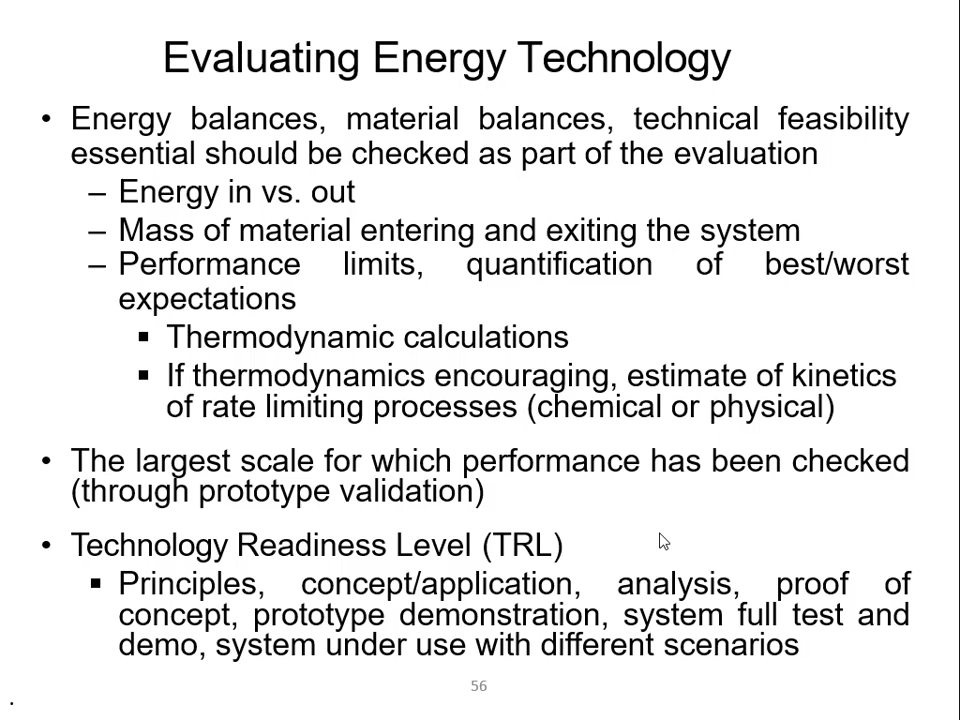 Evaluating Energy Technology
• Energy balances, material balances, technical feasibility
essential should be checked as part of the evaluation
– Energy in vs. out
– Mass of material entering and exiting the system
– Performance limits, quantification of best/worst
expectations
▪ Thermodynamic calculations
▪ If thermodynamics encouraging, estimate of kinetics
of rate limiting processes (chemical or physical)
• The largest scale for which performance has been checked
(through prototype validation)
• Technology Readiness Level (TRL)
▪ Principles, concept/application, analysis, proof of
concept, prototype demonstration, system full test and
demo, system under use with different scenarios
56
.